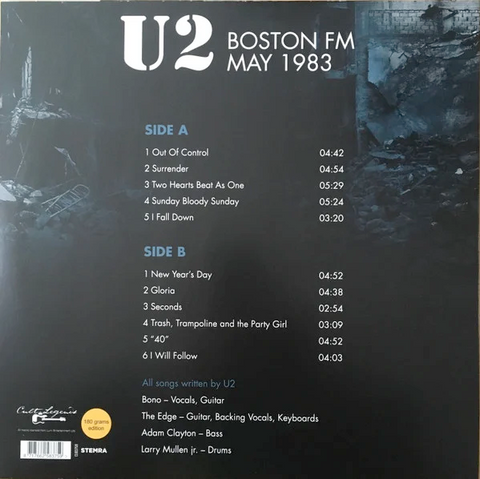 U2 BOSTON FM
MAY 1983
SIDE A
1 Out Of Control 04:42
2 Surrender 04:54
3 Two Hearts Beat As One 05:29
4 Sunday Bloody Sunday 05:24
5 I Fall Down 03:20
SIDE B
1 New Year's Day 04:52
2 Gloria 04:38
3 Seconds 02:54
4 Trash, Trampoline and the Party Girl 03:09
5 "40" 04:52
6 I Will Follow 04:03
All songs written by U2
Bono – Vocals, Guitar
The Edge – Guitar, Backing Vocals, Keyboards
Adam Clayton – Bass
Larry Mullen jr. – Drums
Cult Legends
180 grams
edition
STEMRA